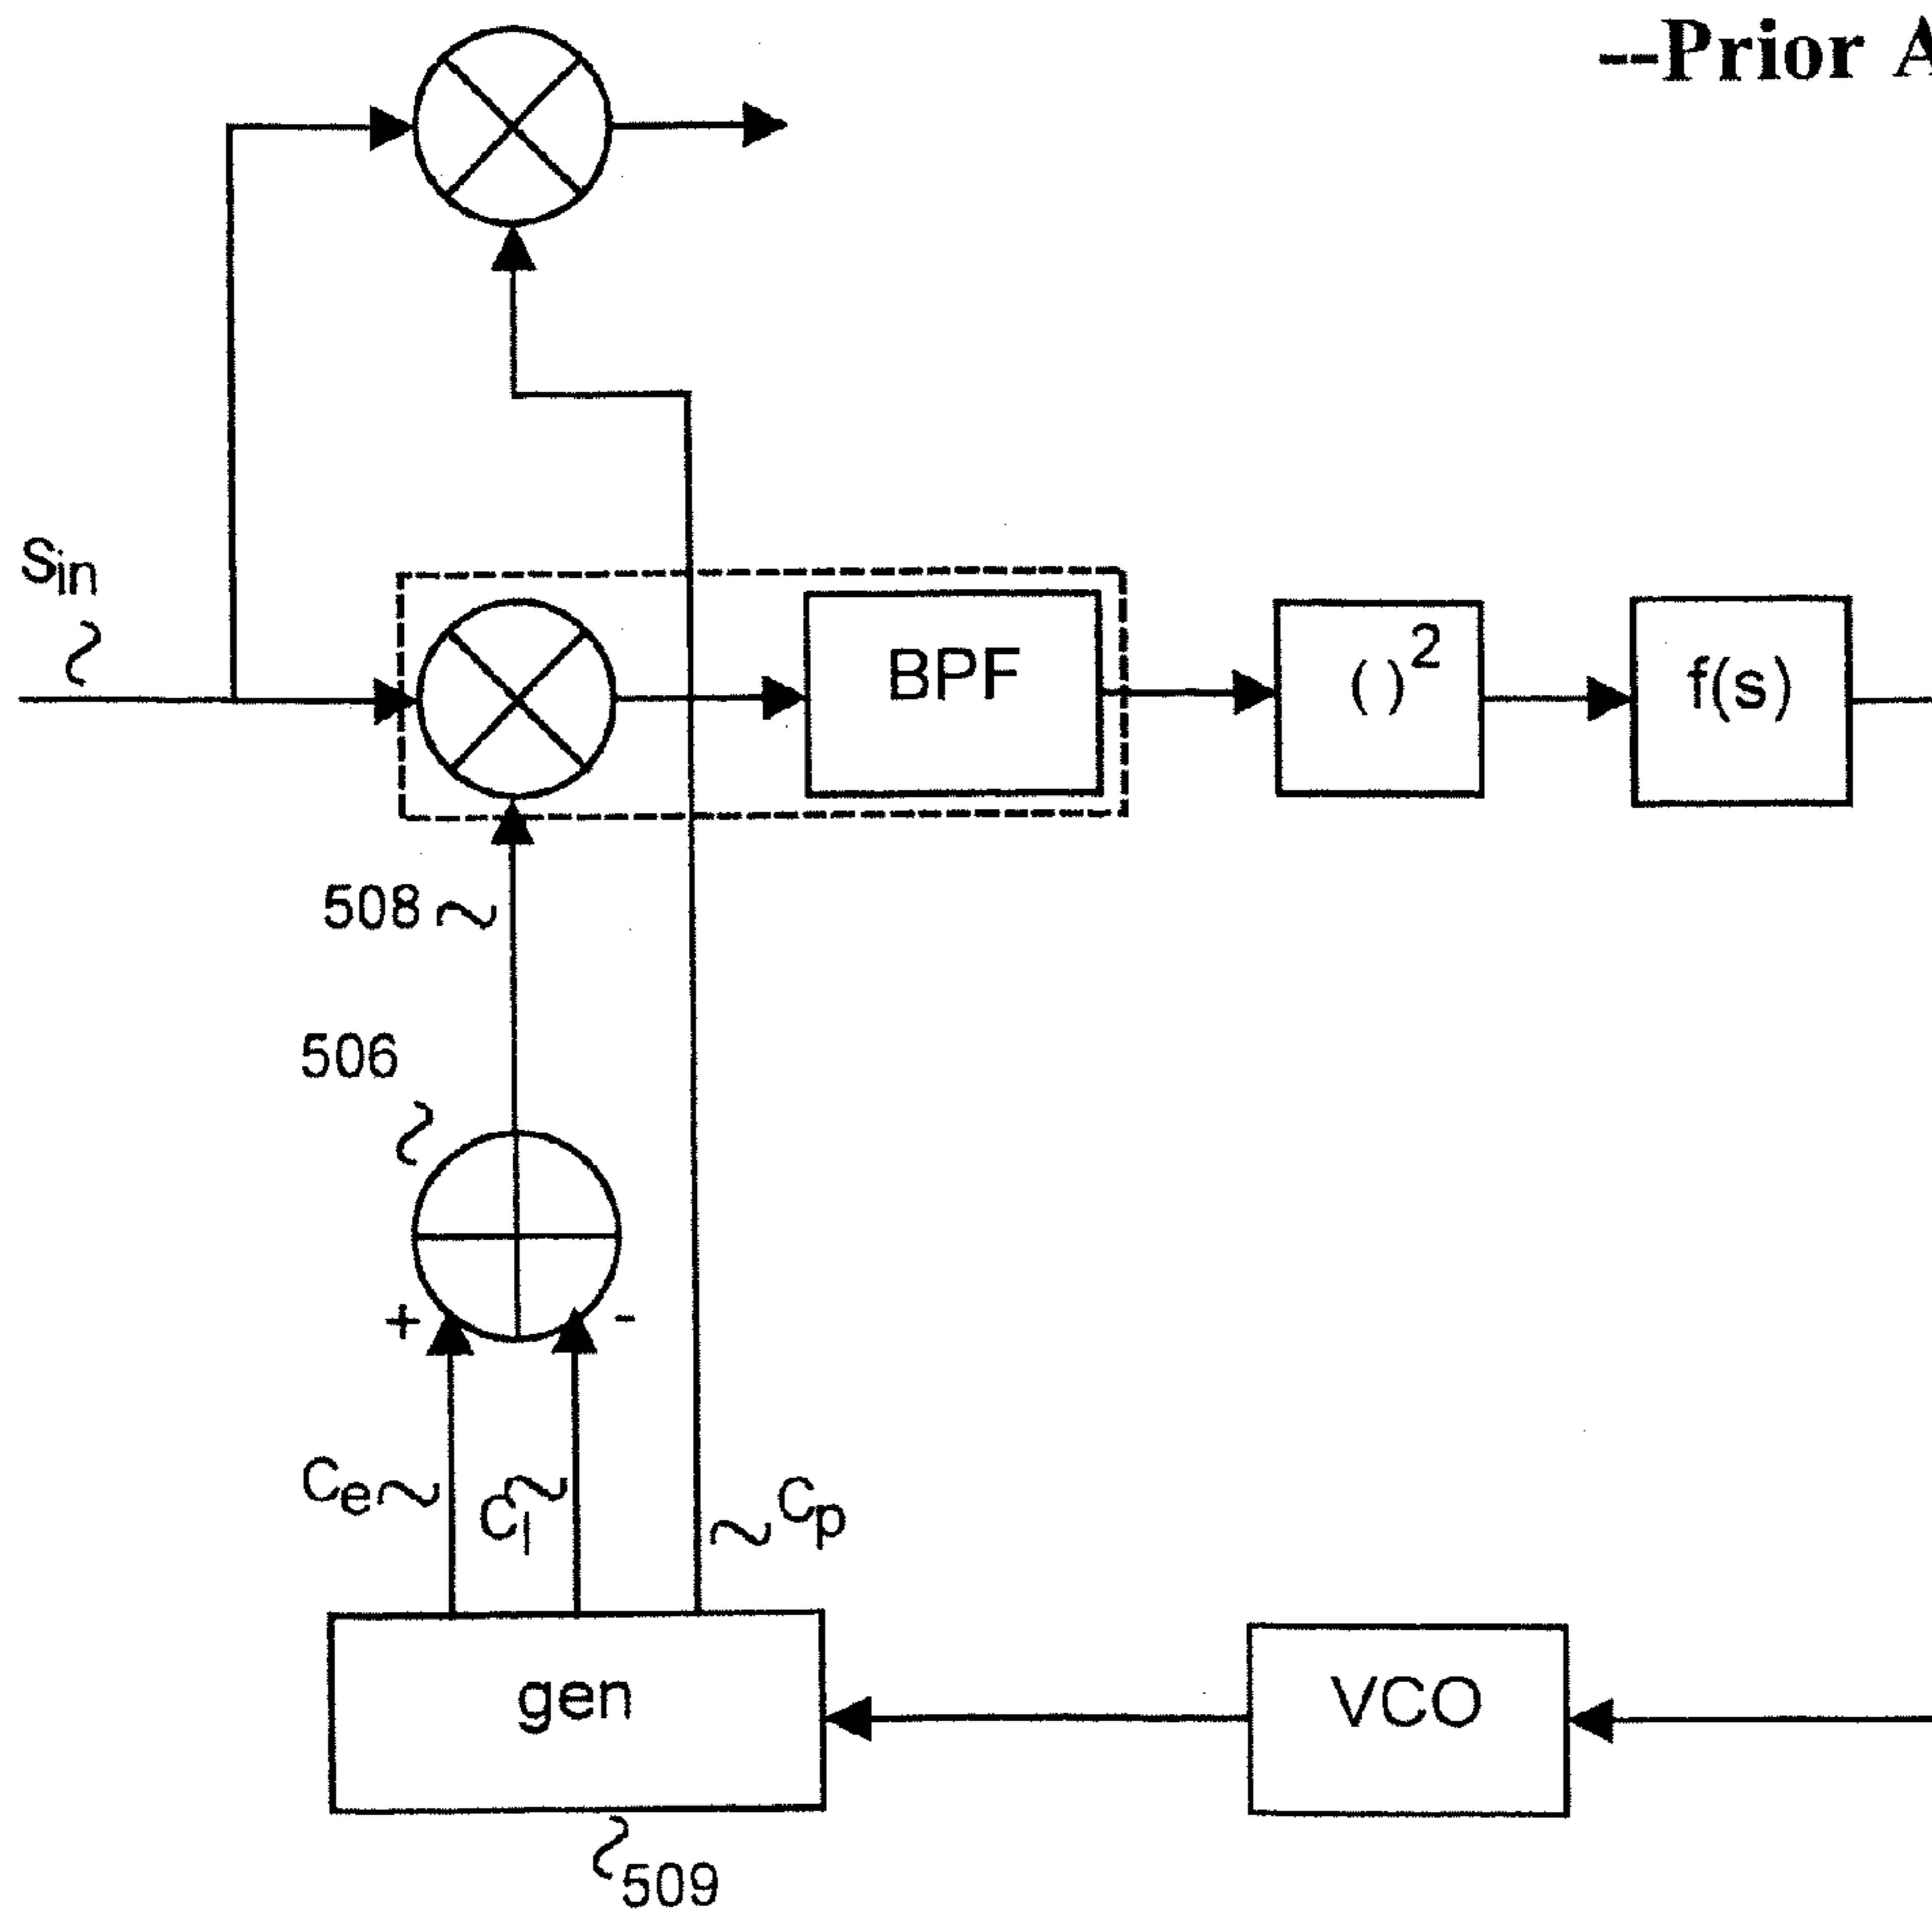 --Prior A
Sin
BPF
( )2
f(s)
508
506
+
-
Ce
Cl
Cp
gen
VCO
509